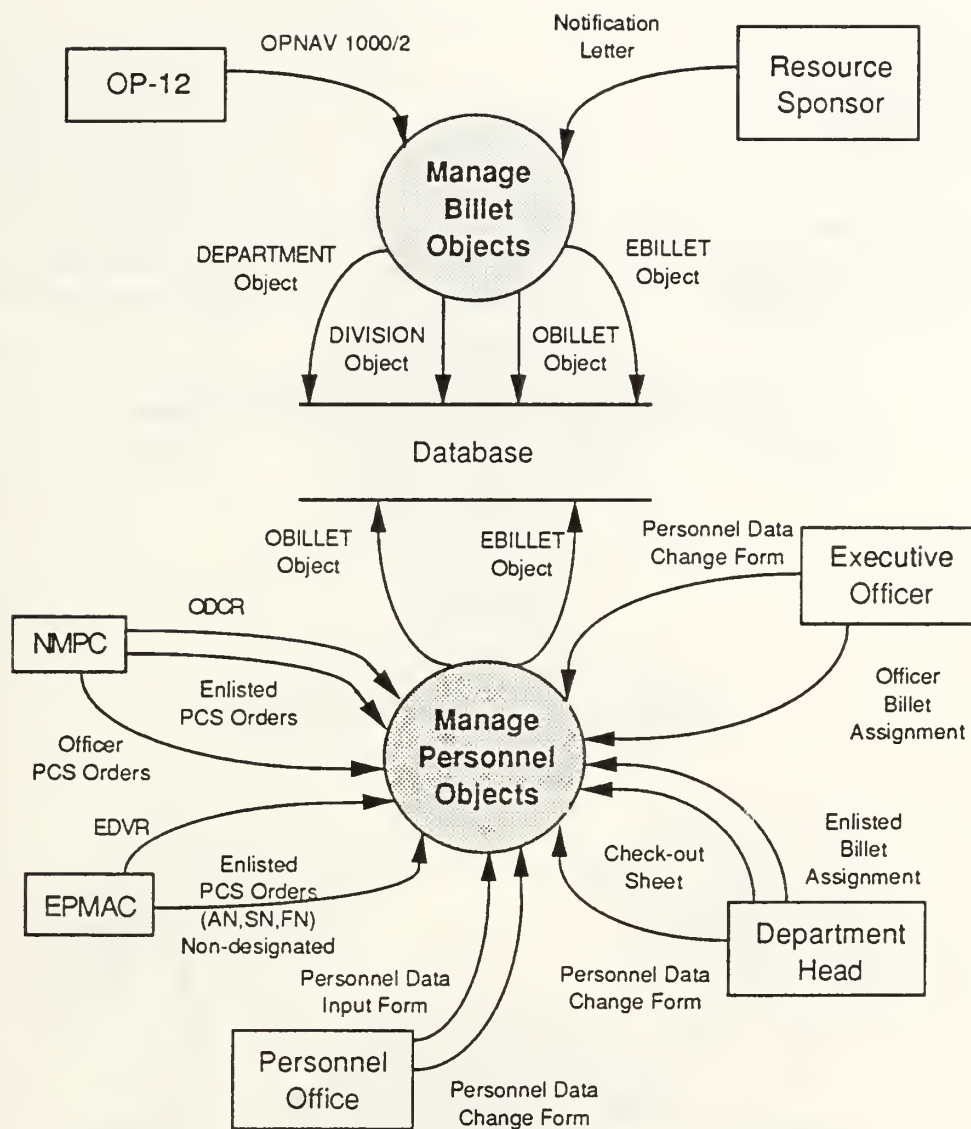 OPNAV 1000/2
Notification
Letter
OP-12
Resource
Sponsor
Manage
Billet
Objects
DEPARTMENT
Object
EBILLET
Object
DIVISION
Object
OBILLET
Object
Database
OBILLET
Object
EBILLET
Object
Personnel Data
Change Form
Executive
Officer
ODCR
NMPC
Enlisted
PCS Orders
Officer
PCS Orders
Manage
Personnel
Objects
Officer
Billet
Assignment
EDVR
EPMAC
Enlisted
PCS Orders
(AN,SN,FN)
Non-designated
Check-out
Sheet
Enlisted
Billet
Assignment
Department
Head
Personnel Data
Input Form
Personnel Data
Change Form
Personnel
Office
Personnel Data
Change Form